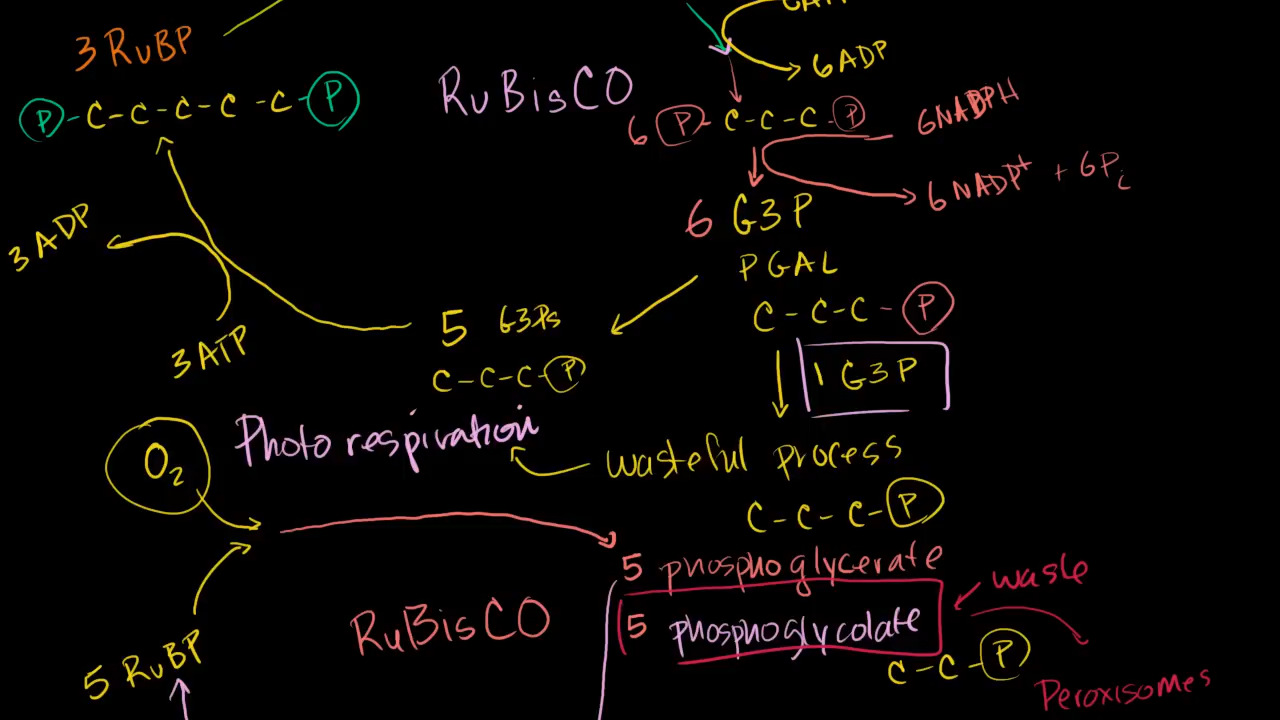 3 RuBP
P-C-C-C-C-C-P
RuBisCO
6ADP
6 P-C-C-C P
6NADPH
6NADP+ + 6Pi
6 G3P
PGAL
C-C-C-P
1 G3P
3ADP
3ATP
5 G3Ps
C-C-C-P
Photorespiration
wasteful process
O2
C-C-C-P
5 phosphoglycerate
5 phosphoglycolate
waste
RuBisCO
5 RuBP
C-C-P
Peroxisomes